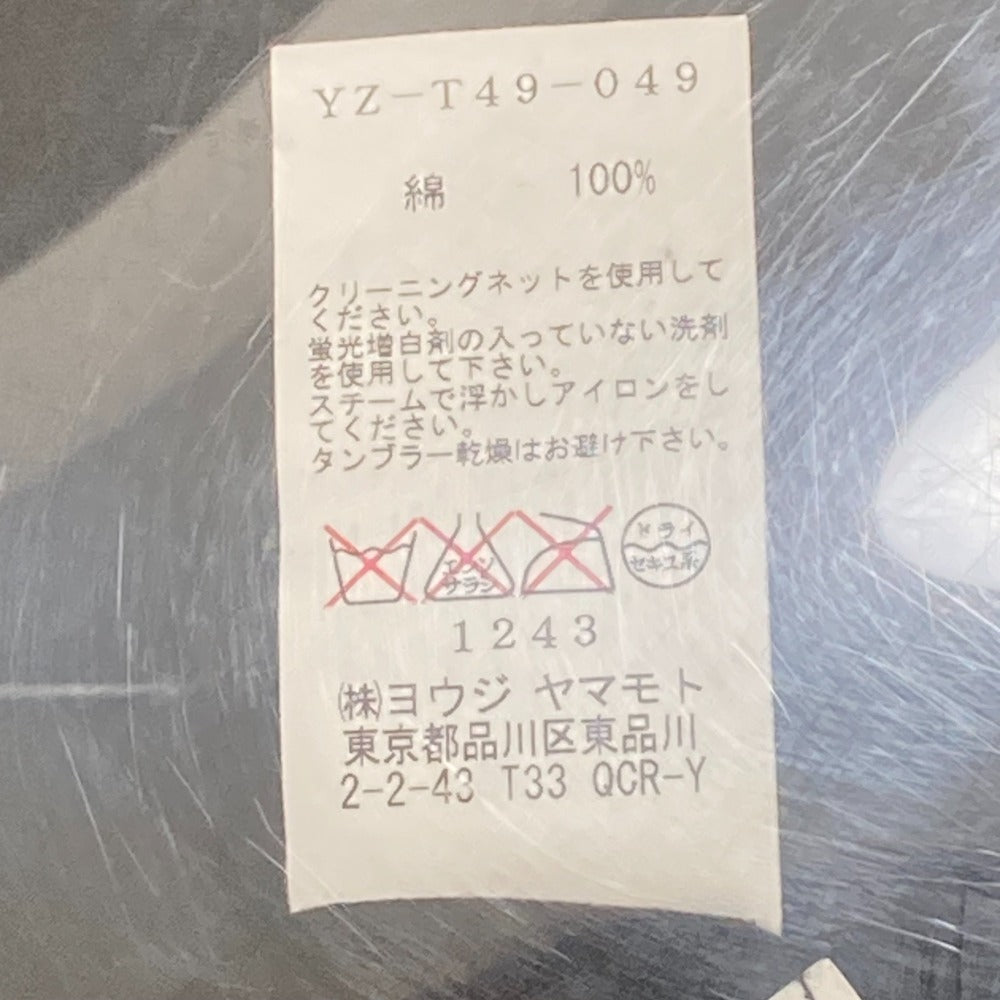 YZ-T49-049
綿 100%
クリーニングネットを使用して
ください。
蛍光増白剤の入っていない洗剤
を使用して下さい。
スチームで浮かしアイロンをし
てください。
タンブラー乾燥はお避け下さい。
エンソ
サラシ
ドライ
セキユ系
1243
㈱ヨウジ ヤマモト
東京都品川区東品川
2-2-43 T33 QCR-Y